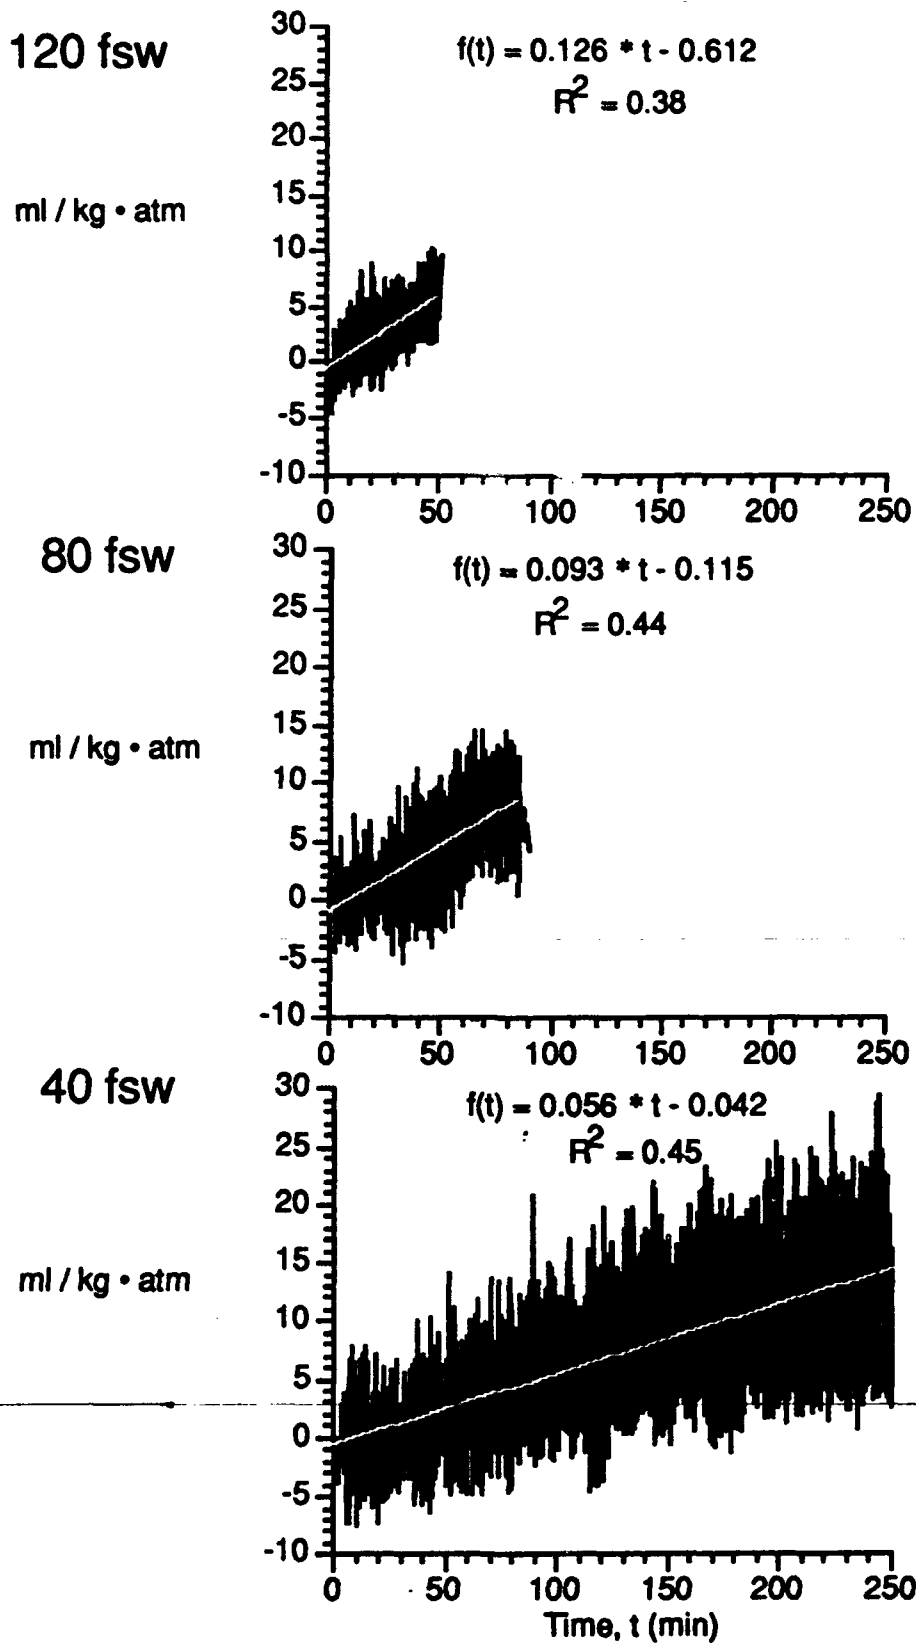 120 fsw
f(t) = 0.126 * t - 0.612
R2 = 0.38
ml / kg • atm
30
25
20
15
10
5
0
-5
-10
0 50 100 150 200 250
80 fsw
f(t) = 0.093 * t - 0.115
R2 = 0.44
ml / kg • atm
30
25
20
15
10
5
0
-5
-10
0 50 100 150 200 250
40 fsw
f(t) = 0.056 * t - 0.042
R2 = 0.45
ml / kg • atm
30
25
20
15
10
5
0
-5
-10
0 50 100 150 200 250
Time, t (min)